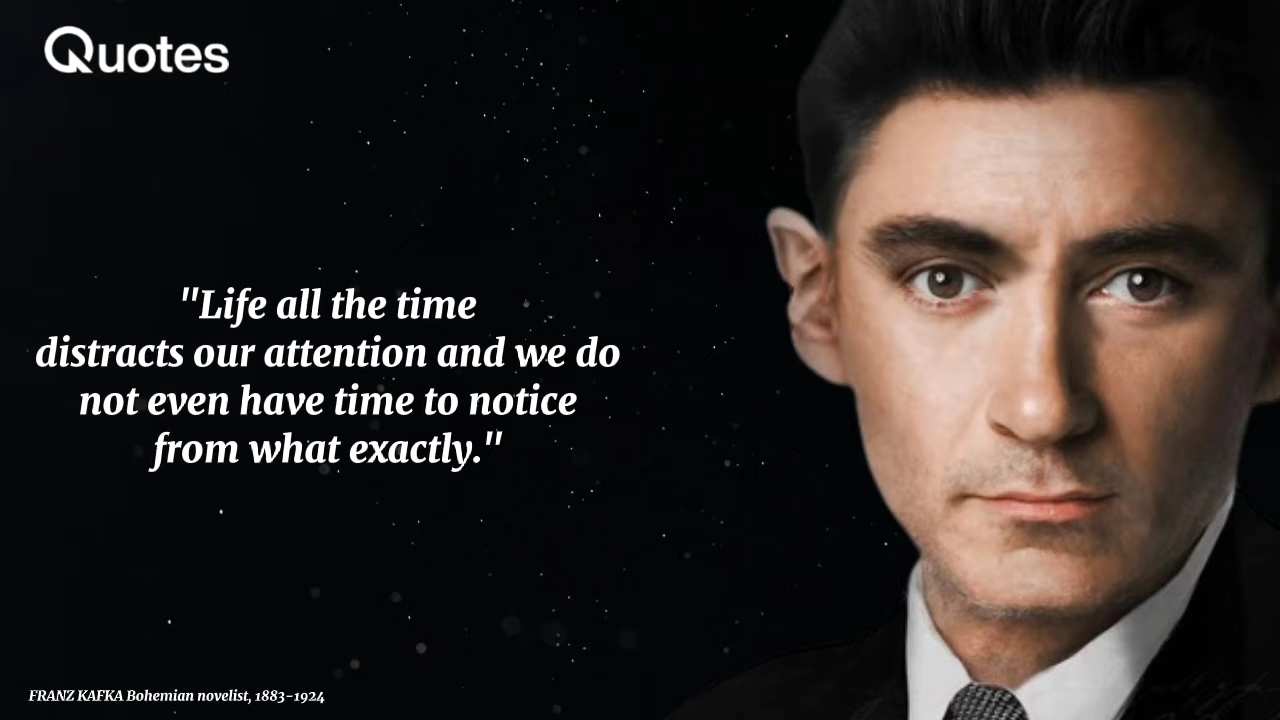 Quotes
"Life all the time
distracts our attention and we do
not even have time to notice
from what exactly."
FRANZ KAFKA Bohemian novelist, 1883-1924